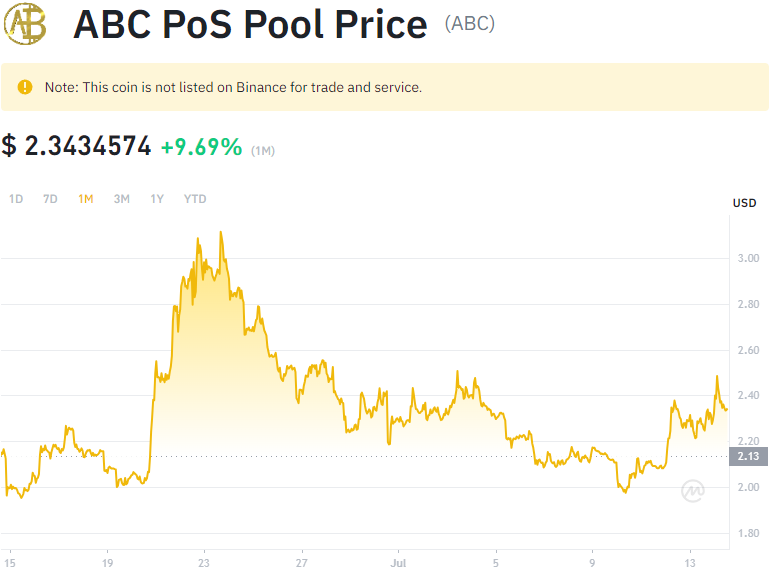 ABC PoS Pool Price (ABC)
Note: This coin is not listed on Binance for trade and service.
$ 2.3434574 +9.69% (1M)
1D 7D 1M 3M 1Y YTD
USD
3.00
2.80
2.60
2.40
2.20
2.13
2.00
1.80
15 19 23 27 Jul 5 9 13